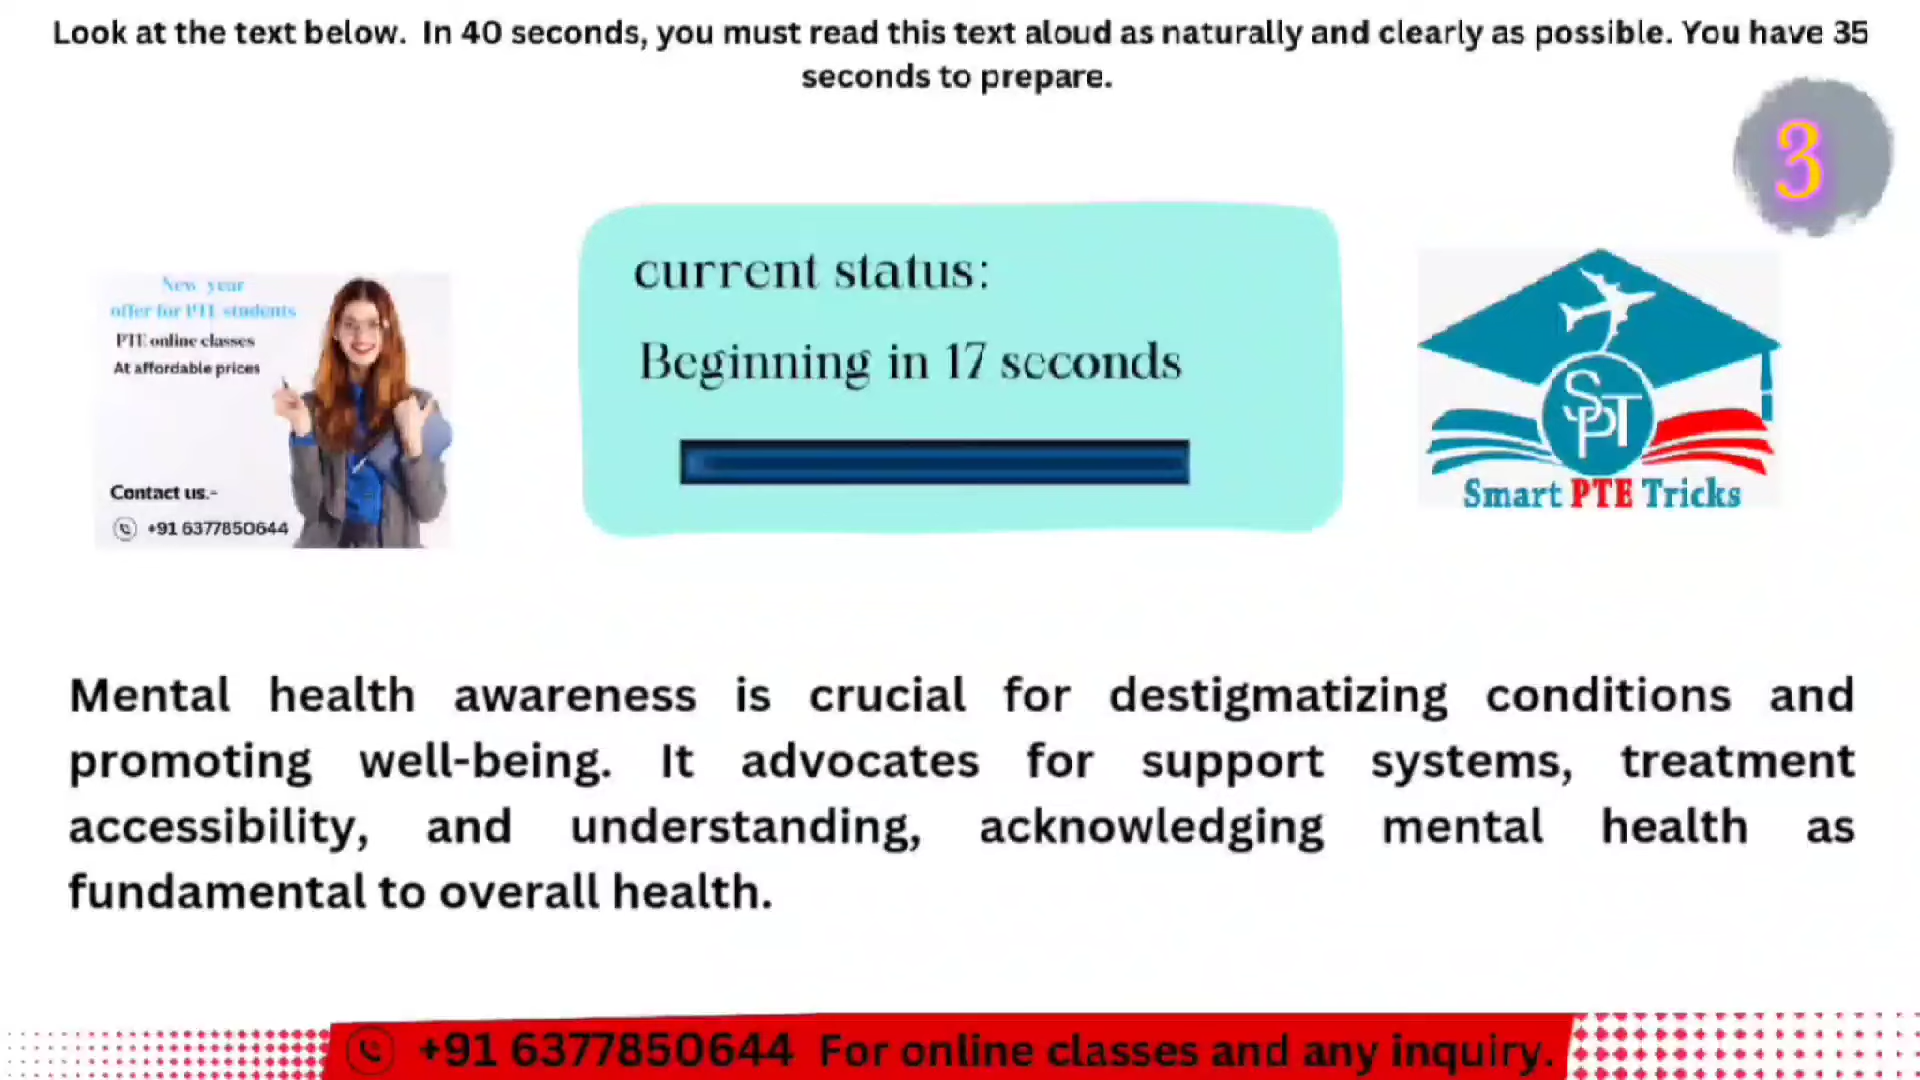 Look at the text below.  In 40 seconds, you must read this text aloud as naturally and clearly as possible. You have 35
seconds to prepare.
3
New year
offer for PTE students
PTE online classes
At affordable prices
Contact us.-
+91 6377850644
current status:
Beginning in 17 seconds
SPT
Smart PTE Tricks
Mental health awareness is crucial for destigmatizing conditions and
promoting well-being. It advocates for support systems, treatment
accessibility, and understanding, acknowledging mental health as
fundamental to overall health.
+91 6377850644 For online classes and any inquiry.